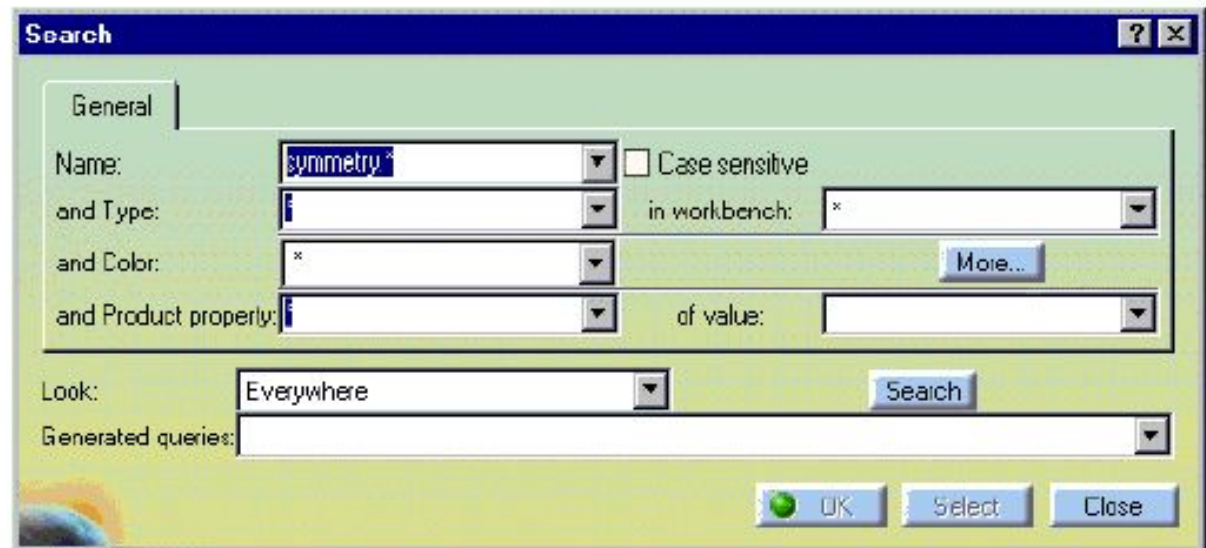 Search
General
Name: symmetry.* Case sensitive
and Type: * in workbench: *
and Color: * More...
and Product property: * of value:
Look: Everywhere Search
Generated queries:
OK Select Close